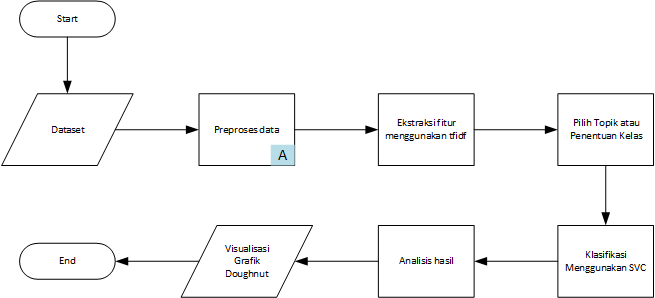 Start
Dataset
Preproses data
A
Ekstraksi fitur
menggunakan tfidf
Pilih Topik atau
Penentuan Kelas
Klasifikasi
Menggunakan SVC
Analisis hasil
Visualisasi
Grafik
Doughnut
End